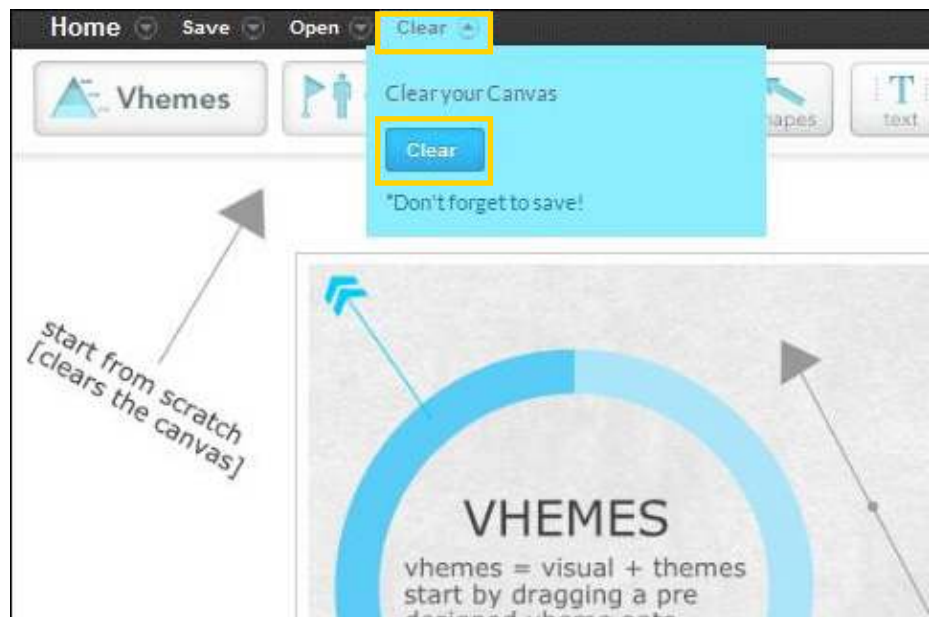 Home Save Open Clear
Vhemes
text
Clear your Canvas
Clear
*Don't forget to save!
start from scratch
[clears the canvas]
VHEMES
vhemes = visual + themes
start by dragging a pre